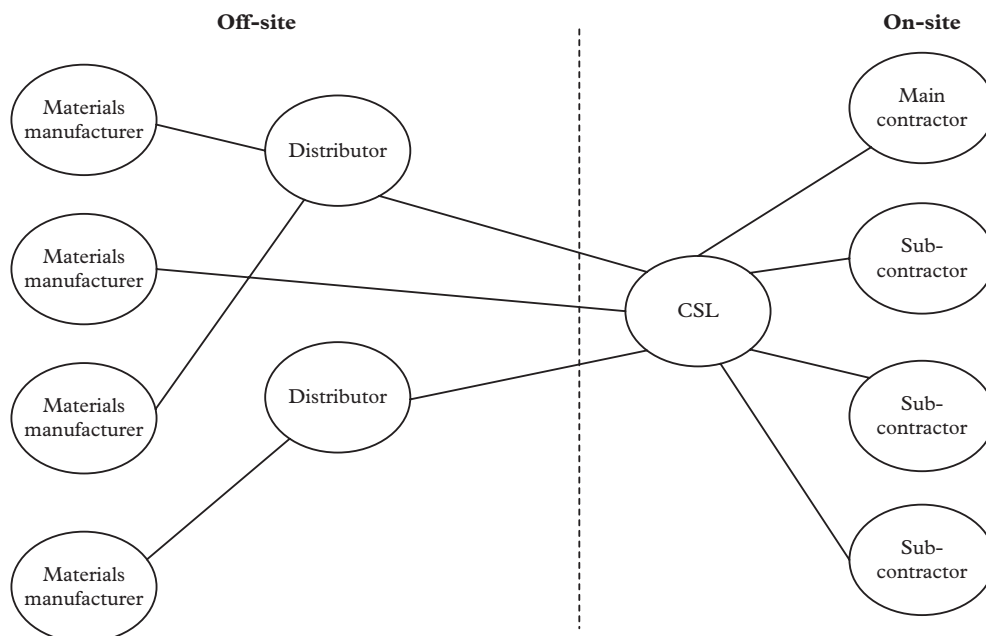 Off-site
On-site
Materials
manufacturer
Distributor
Main
contractor
Materials
manufacturer
Sub-
contractor
CSL
Materials
manufacturer
Distributor
Sub-
contractor
Materials
manufacturer
Sub-
contractor